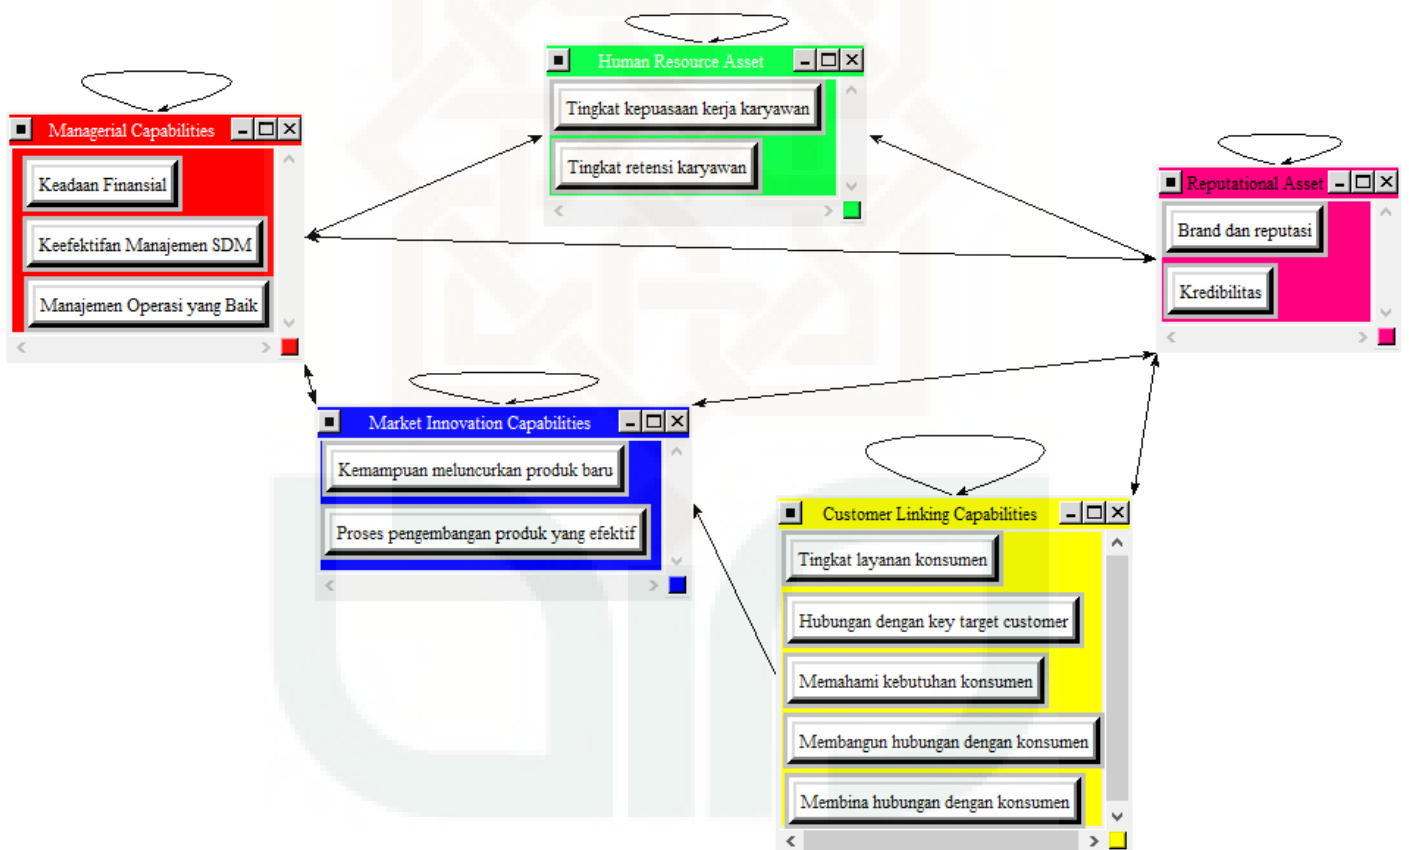 Human Resource Asset
Tingkat kepuasaan kerja karyawan
Tingkat retensi karyawan
Managerial Capabilities
Keadaan Finansial
Keefektifan Manajemen SDM
Manajemen Operasi yang Baik
Reputational Asset
Brand dan reputasi
Kredibilitas
Market Innovation Capabilities
Kemampuan meluncurkan produk baru
Proses pengembangan produk yang efektif
Customer Linking Capabilities
Tingkat layanan konsumen
Hubungan dengan key target customer
Memahami kebutuhan konsumen
Membangun hubungan dengan konsumen
Membina hubungan dengan konsumen